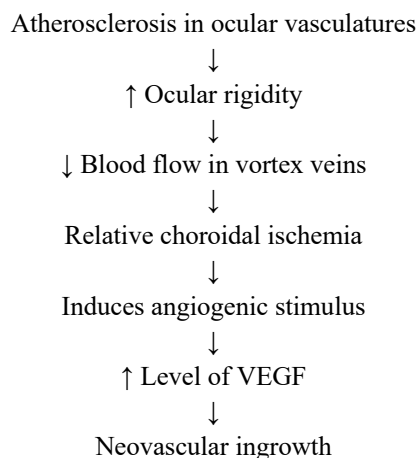 Atherosclerosis in ocular vasculatures
↓
↑ Ocular rigidity
↓
↓ Blood flow in vortex veins
↓
Relative choroidal ischemia
↓
Induces angiogenic stimulus
↓
↑ Level of VEGF
↓
Neovascular ingrowth